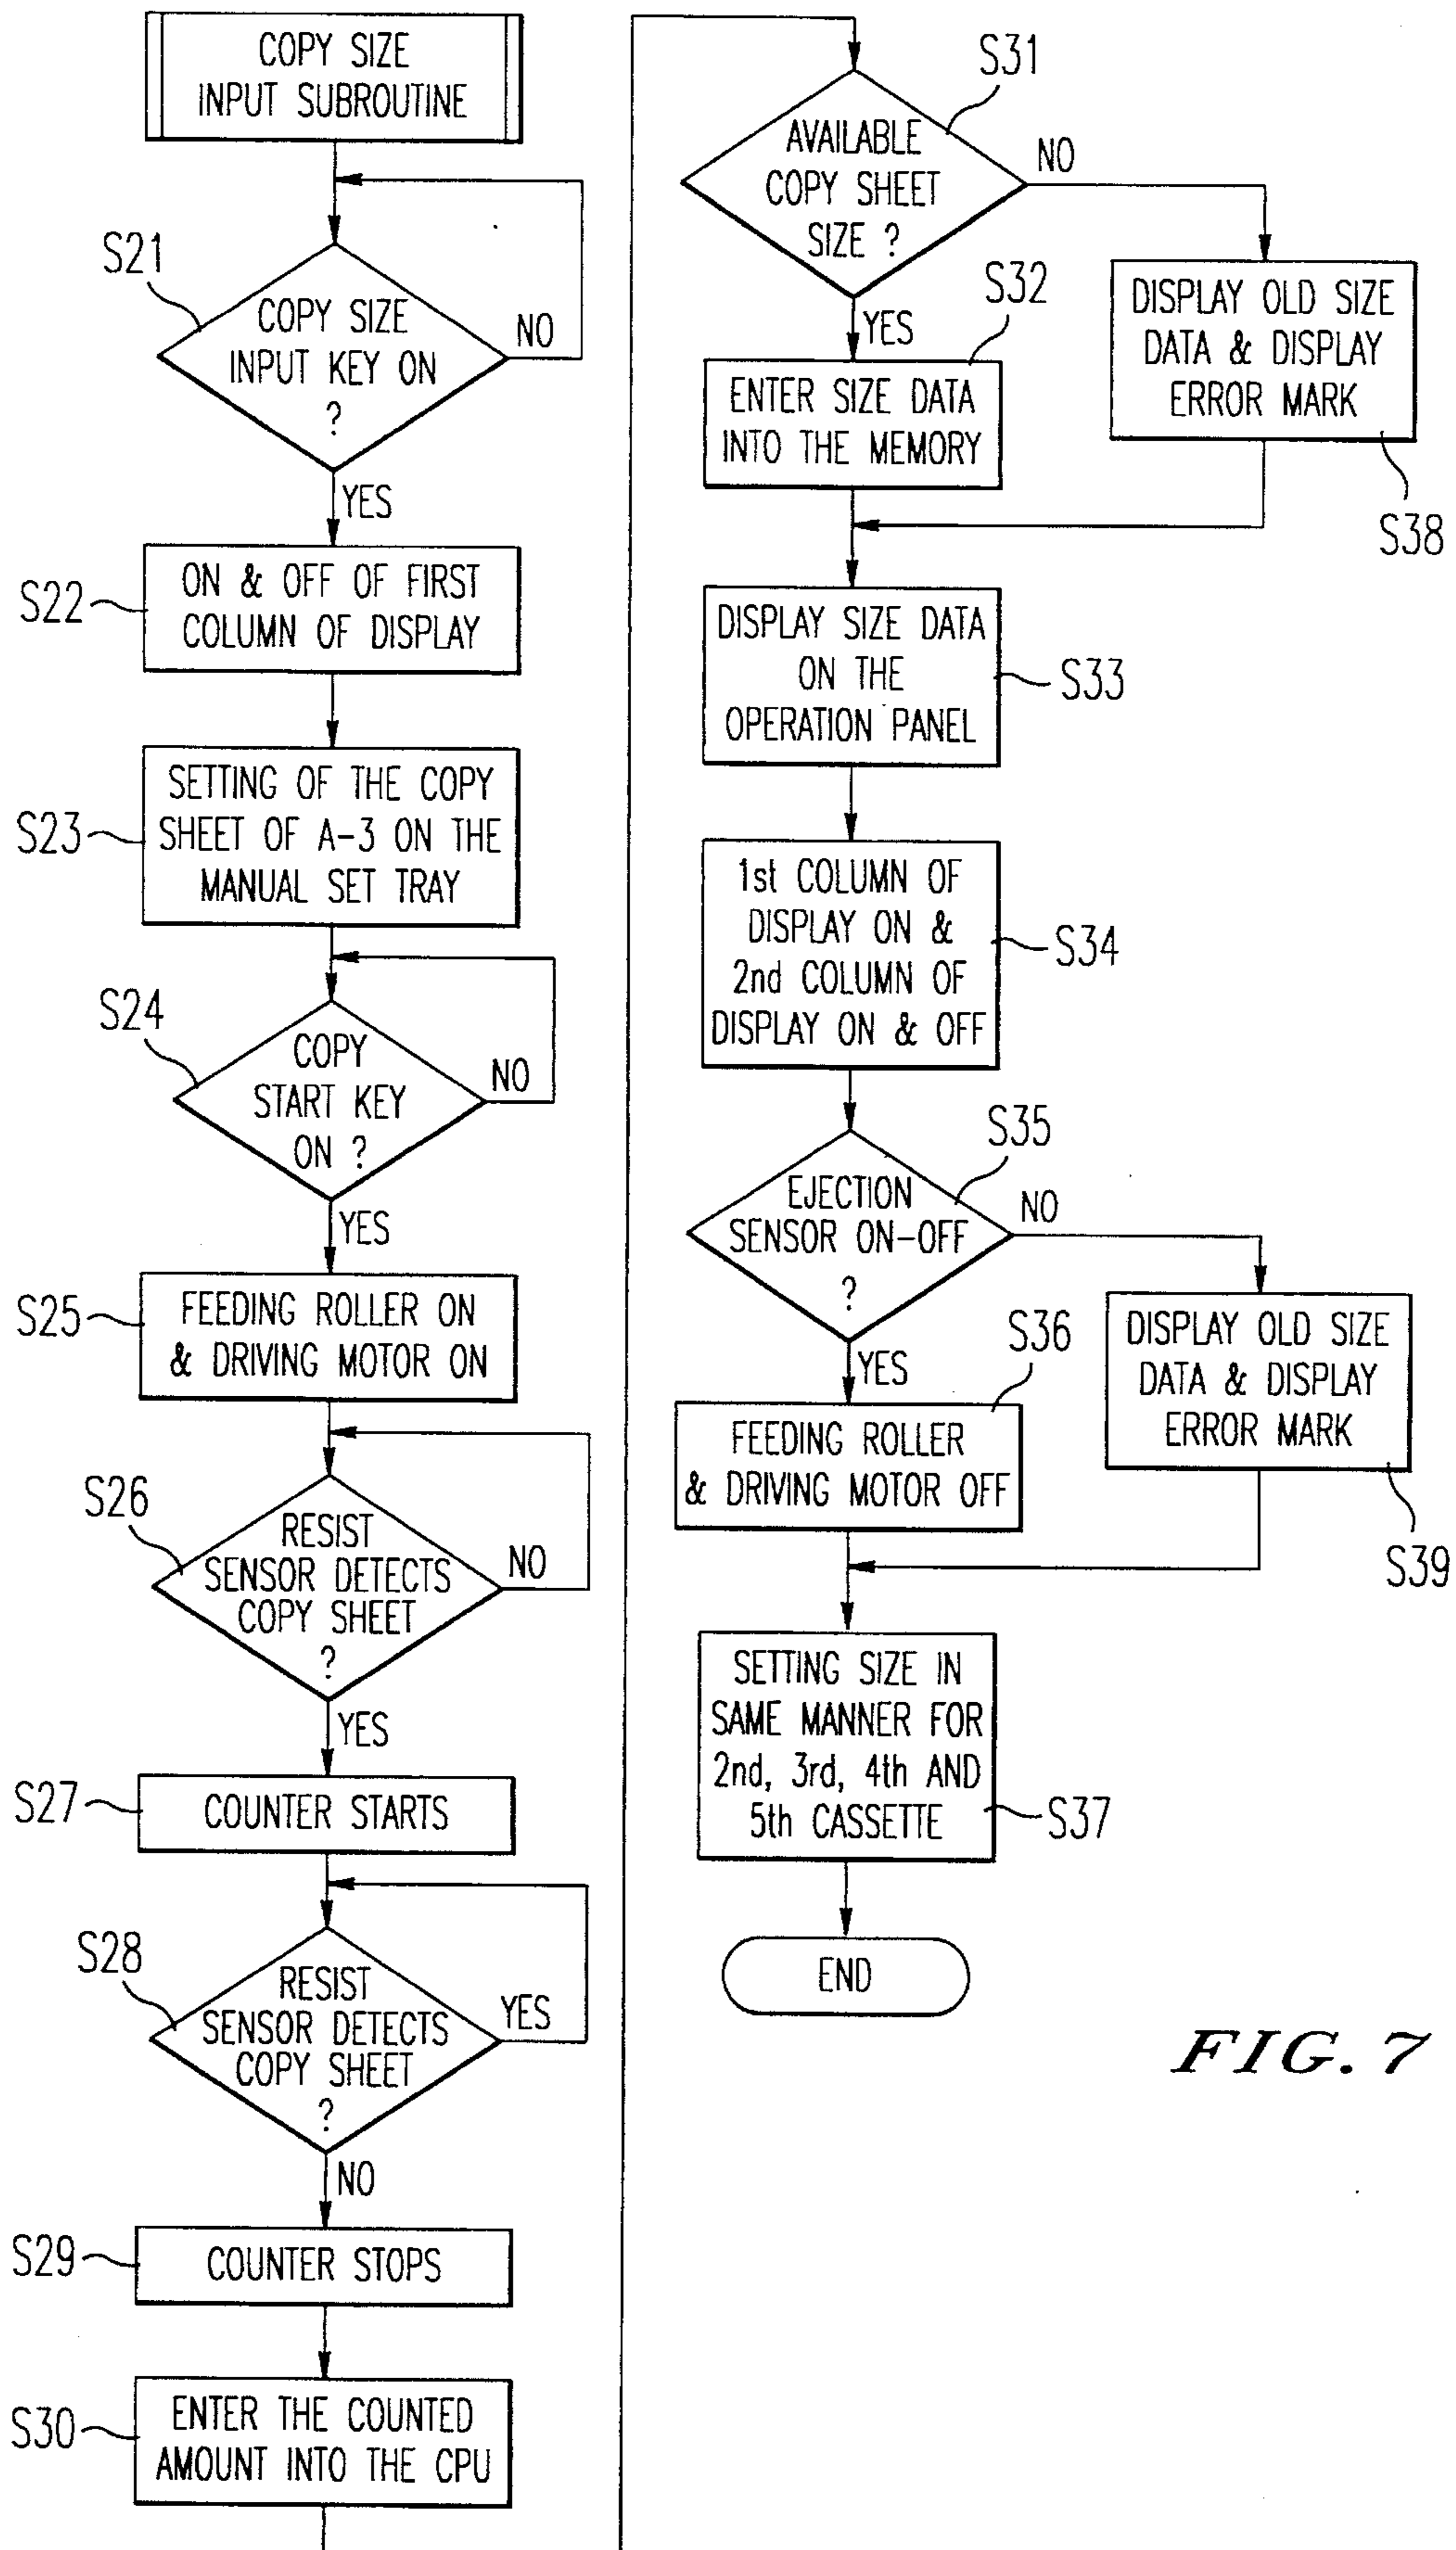 COPY SIZE
INPUT SUBROUTINE
S21
COPY SIZE
INPUT KEY ON
?
NO
YES
S22
ON & OFF OF FIRST
COLUMN OF DISPLAY
S23
SETTING OF THE COPY
SHEET OF A-3 ON THE
MANUAL SET TRAY
S24
COPY
START KEY
ON ?
NO
YES
S25
FEEDING ROLLER ON
& DRIVING MOTOR ON
S26
RESIST
SENSOR DETECTS
COPY SHEET
?
NO
YES
S27
COUNTER STARTS
S28
RESIST
SENSOR DETECTS
COPY SHEET
?
YES
NO
S29
COUNTER STOPS
S30
ENTER THE COUNTED
AMOUNT INTO THE CPU
S31
AVAILABLE
COPY SHEET
SIZE ?
NO
YES
S32
ENTER SIZE DATA
INTO THE MEMORY
DISPLAY OLD SIZE
DATA & DISPLAY
ERROR MARK
S38
DISPLAY SIZE DATA
ON THE
OPERATION PANEL
S33
1st COLUMN OF
DISPLAY ON &
2nd COLUMN OF
DISPLAY ON & OFF
S34
S35
EJECTION
SENSOR ON-OFF
?
NO
YES
S36
FEEDING ROLLER
& DRIVING MOTOR OFF
DISPLAY OLD SIZE
DATA & DISPLAY
ERROR MARK
S39
SETTING SIZE IN
SAME MANNER FOR
2nd, 3rd, 4th AND
5th CASSETTE
S37
END
FIG. 7